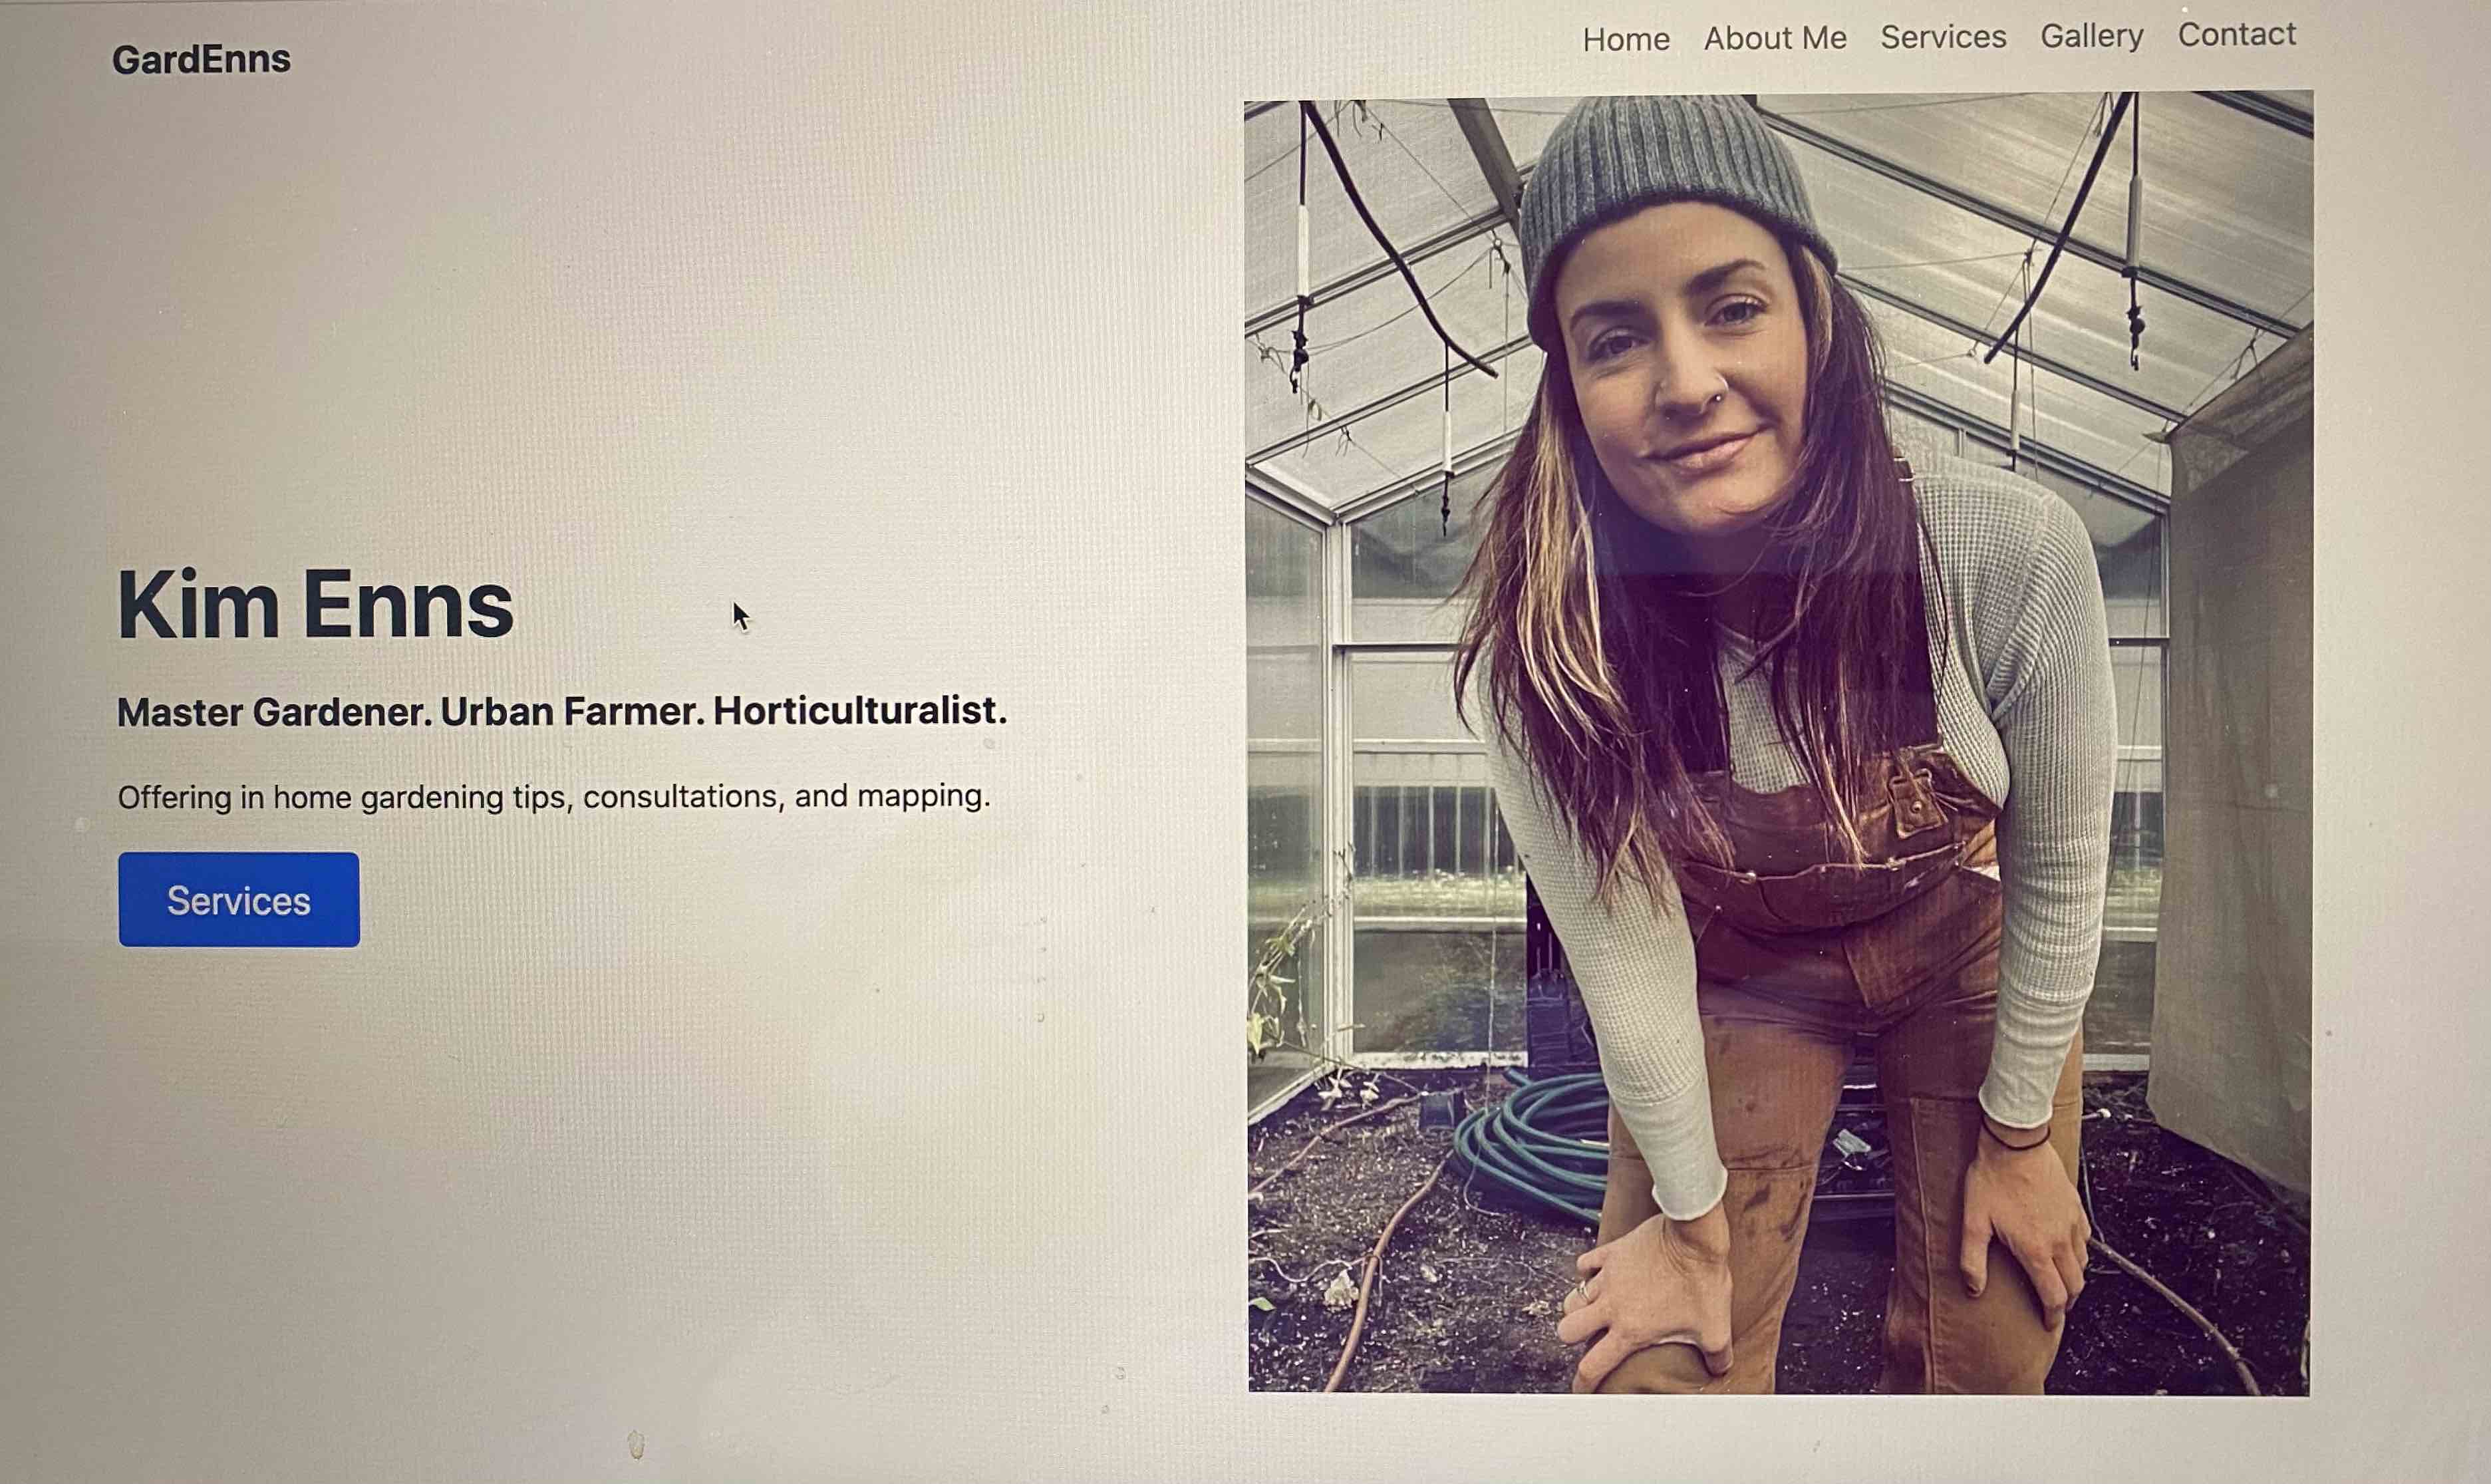 GardEnns
Home About Me Services Gallery Contact
Kim Enns
Master Gardener. Urban Farmer. Horticulturalist.
Offering in home gardening tips, consultations, and mapping.
Services